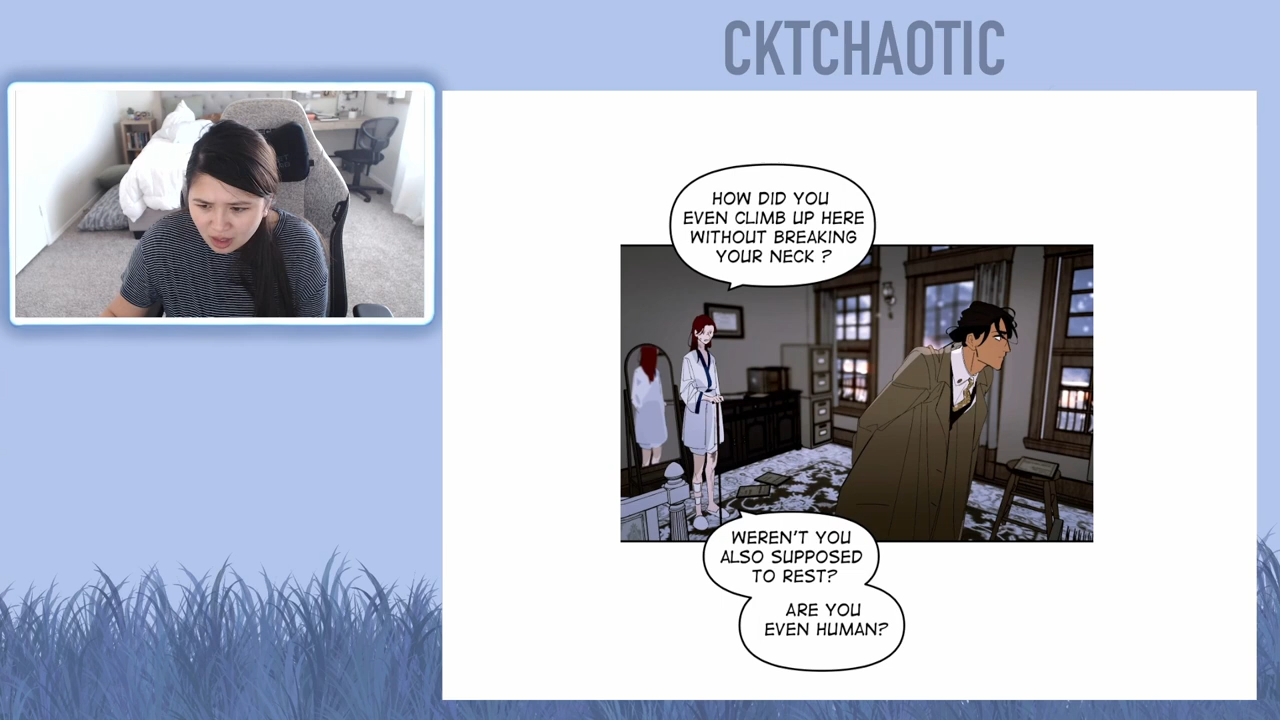 CKTCHAOTIC
HOW DID YOU
EVEN CLIMB UP HERE
WITHOUT BREAKING
YOUR NECK ?
WEREN'T YOU
ALSO SUPPOSED
TO REST?
ARE YOU
EVEN HUMAN?